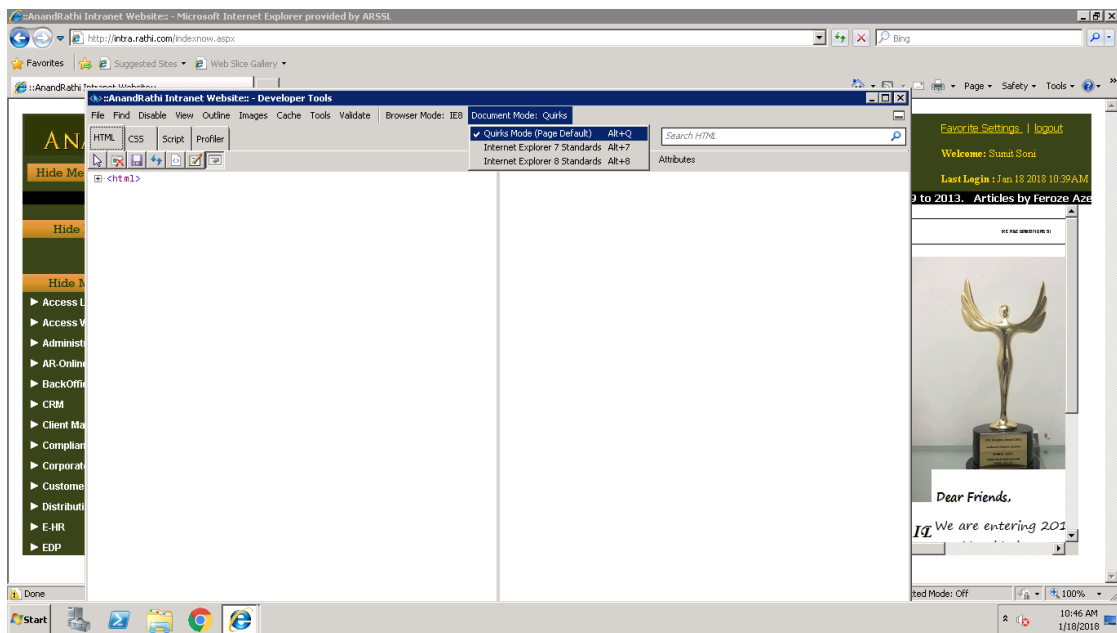 ::AnandRathi Intranet Website:: - Microsoft Internet Explorer provided by ARSSL
http://intra.rathi.com/indexnow.aspx
Bing
Favorites Suggested Sites Web Slice Gallery
::AnandRathi Intranet Website::
Page Safety Tools
::AnandRathi Intranet Website:: - Developer Tools
File Find Disable View Outline Images Cache Tools Validate Browser Mode: IE8 Document Mode: Quirks
HTML CSS Script Profiler
Search HTML
Quirks Mode (Page Default) Alt+Q
Internet Explorer 7 Standards Alt+7
Internet Explorer 8 Standards Alt+8
Attributes
<html>
AN
Favorite Settings | logout
Welcome: Sumit Soni
Hide Me
Last Login : Jan 18 2018 10:39AM
9 to 2013. Articles by Feroze Aze
Hide
Hide M
Access L
Access V
Administ
AR-Online
BackOffi
CRM
Client Ma
Complian
Corporat
Custome
Distributi
E-HR
EDP
Dear Friends,
We are entering 201
Done
cted Mode: Off
100%
Start
10:46 AM
1/18/2018